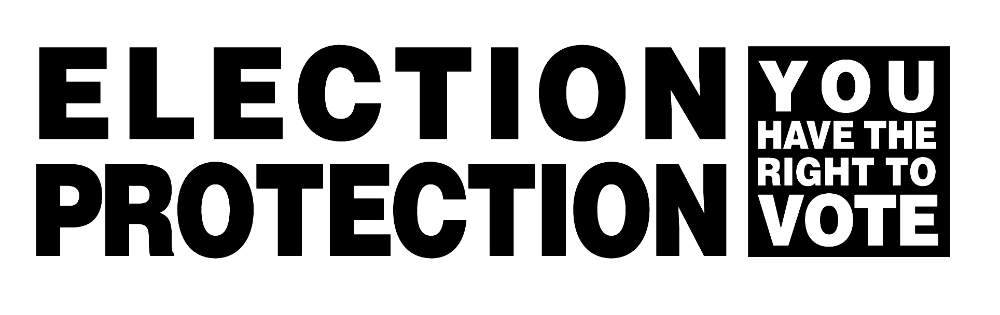 ELECTION
PROTECTION
YOU
HAVE THE
RIGHT TO
VOTE